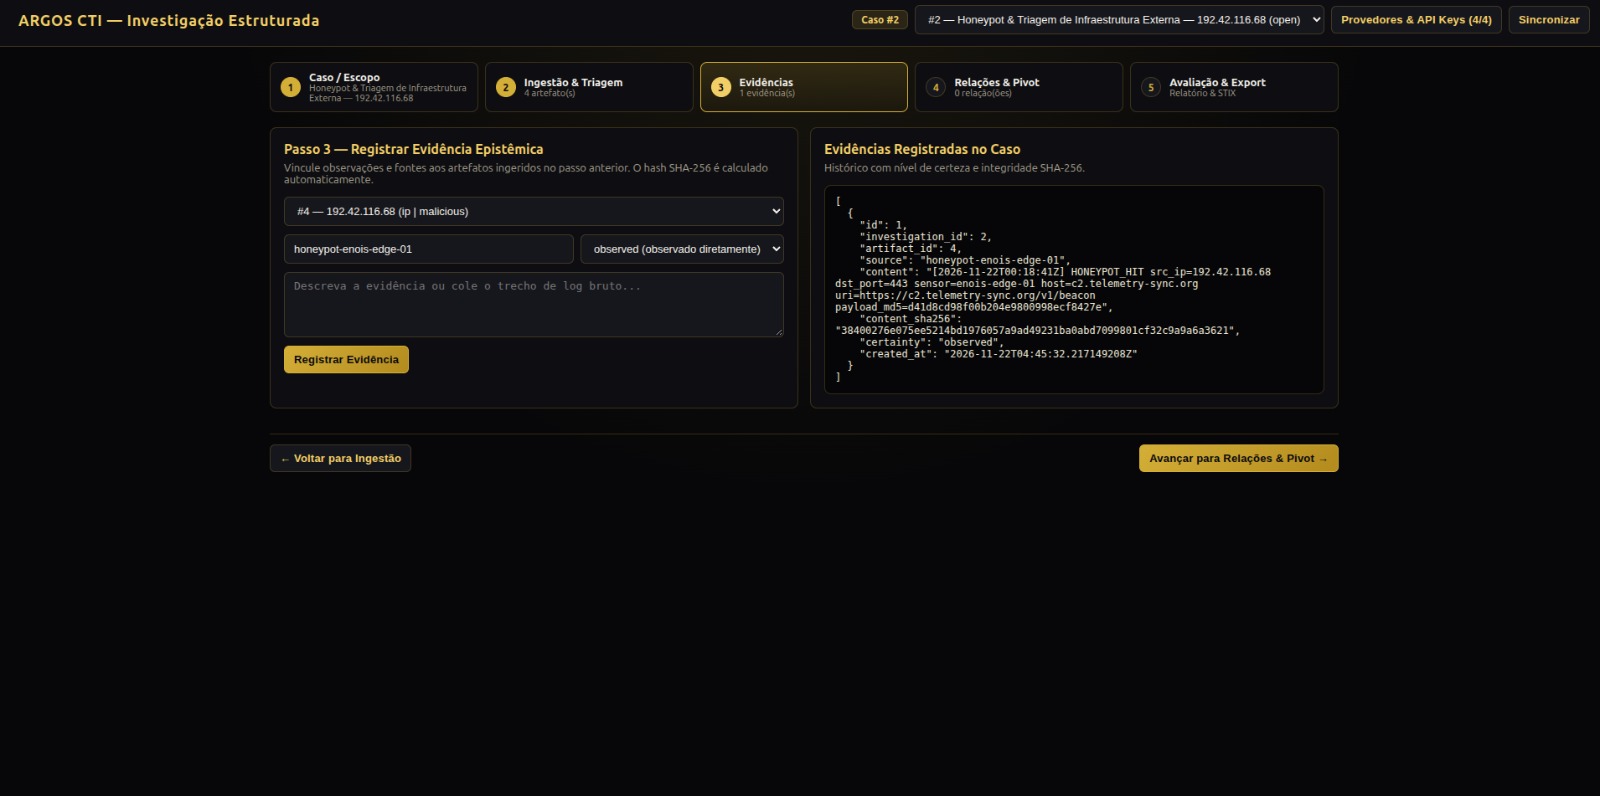 ARGOS CTI — Investigação Estruturada
Caso #2
#2 — Honeypot & Triagem de Infraestrutura Externa — 192.42.116.68 (open)
Provedores & API Keys (4/4)
Sincronizar
1
Caso / Escopo
Honeypot & Triagem de Infraestrutura
Externa — 192.42.116.68
2
Ingestão & Triagem
4 artefato(s)
3
Evidências
1 evidência(s)
4
Relações & Pivot
0 relação(ões)
5
Avaliação & Export
Relatório & STIX
Passo 3 — Registrar Evidência Epistêmica
Vincule observações e fontes aos artefatos ingeridos no passo anterior. O hash SHA-256 é calculado
automaticamente.
#4 — 192.42.116.68 (ip | malicious)
honeypot-enois-edge-01
observed (observado diretamente)
Descreva a evidência ou cole o trecho de log bruto...
Registrar Evidência
Evidências Registradas no Caso
Histórico com nível de certeza e integridade SHA-256.
[
{
"id": 1,
"investigation_id": 2,
"artifact_id": 4,
"source": "honeypot-enois-edge-01",
"content": "[2026-11-22T00:18:41Z] HONEYPOT_HIT src_ip=192.42.116.68
dst_port=443 sensor=enois-edge-01 host=c2.telemetry-sync.org
uri=https://c2.telemetry-sync.org/v1/beacon
payload_md5=d41d8cd98f00b204e9800998ecf8427e",
"content_sha256":
"38400276e075ee5214bd1976057a9ad49231ba0abd7099801cf32c9a9a6a3621",
"certainty": "observed",
"created_at": "2026-11-22T04:45:32.217149208Z"
}
]
← Voltar para Ingestão
Avançar para Relações & Pivot →